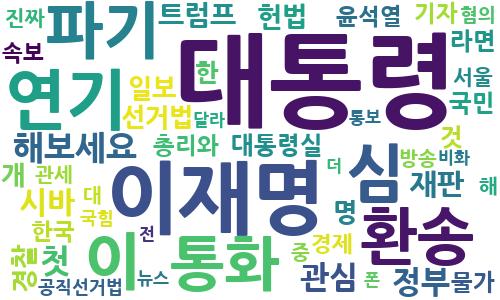 진짜 파기 트럼프 헌법 윤석열 기자 혐의
속보 대통령 라면
연기 일보 한 서울
선거법 달라 통보 국민
해보세요 총리와 대통령실 심 것 방송 비화
개 관세 이재명 더 재판 해
시바 대 명 환송
한국 국힘
경찰 첫 이 전 통화 중 경제 관심 정부 물가
공직선거법 뉴스 폰